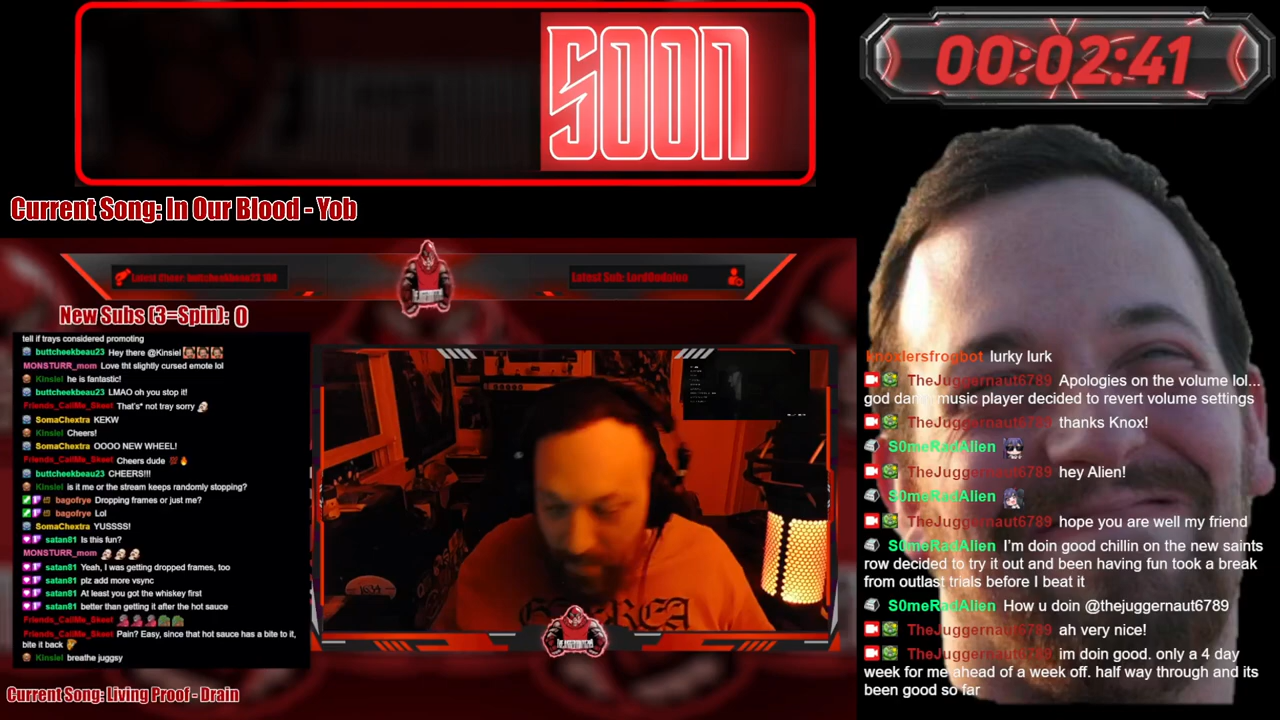 SOON
00:02:41
Current Song: In Our Blood - Yob
Latest Cheer: buttcheekbeau23 100
Latest Sub: LordOudaloo
New Subs (3=Spin): 0
tell if trays considered promoting
buttcheekbeau23 Hey there @Kinsiel
MONSTURR_mom Love tht slightly cursed emote lol
Kinsiel he is fantastic!
buttcheekbeau23 LMAO oh you stop it!
Friends_CallMe_Skeet That's* not tray sorry
SomaChextra KEKW
Kinsiel Cheers!
SomaChextra OOOO NEW WHEEL!
Friends_CallMe_Skeet Cheers dude 💯🔥
buttcheekbeau23 CHEERS!!!
Kinsiel is it me or the stream keeps randomly stopping?
bagofrye Dropping frames or just me?
bagofrye Lol
SomaChextra YUSSSS!
satan81 Is this fun?
MONSTURR_mom
satan81 Yeah, I was getting dropped frames, too
satan81 plz add more vsync
satan81 At least you got the whiskey first
satan81 better than getting it after the hot sauce
Friends_CallMe_Skeet
Friends_CallMe_Skeet Pain? Easy, since that hot sauce has a bite to it,
bite it back 🍕
Kinsiel breathe juggsy
Current Song: Living Proof - Drain
knoxlersfrogbot lurky lurk
TheJuggernaut6789 Apologies on the volume lol...
god damn music player decided to revert volume settings
TheJuggernaut6789 thanks Knox!
S0meRadAlien
TheJuggernaut6789 hey Alien!
S0meRadAlien
TheJuggernaut6789 hope you are well my friend
S0meRadAlien I'm doin good chillin on the new saints
row decided to try it out and been having fun took a break
from outlast trials before I beat it
S0meRadAlien How u doin @thejuggernaut6789
TheJuggernaut6789 ah very nice!
TheJuggernaut6789 im doin good. only a 4 day
week for me ahead of a week off. half way through and its
been good so far